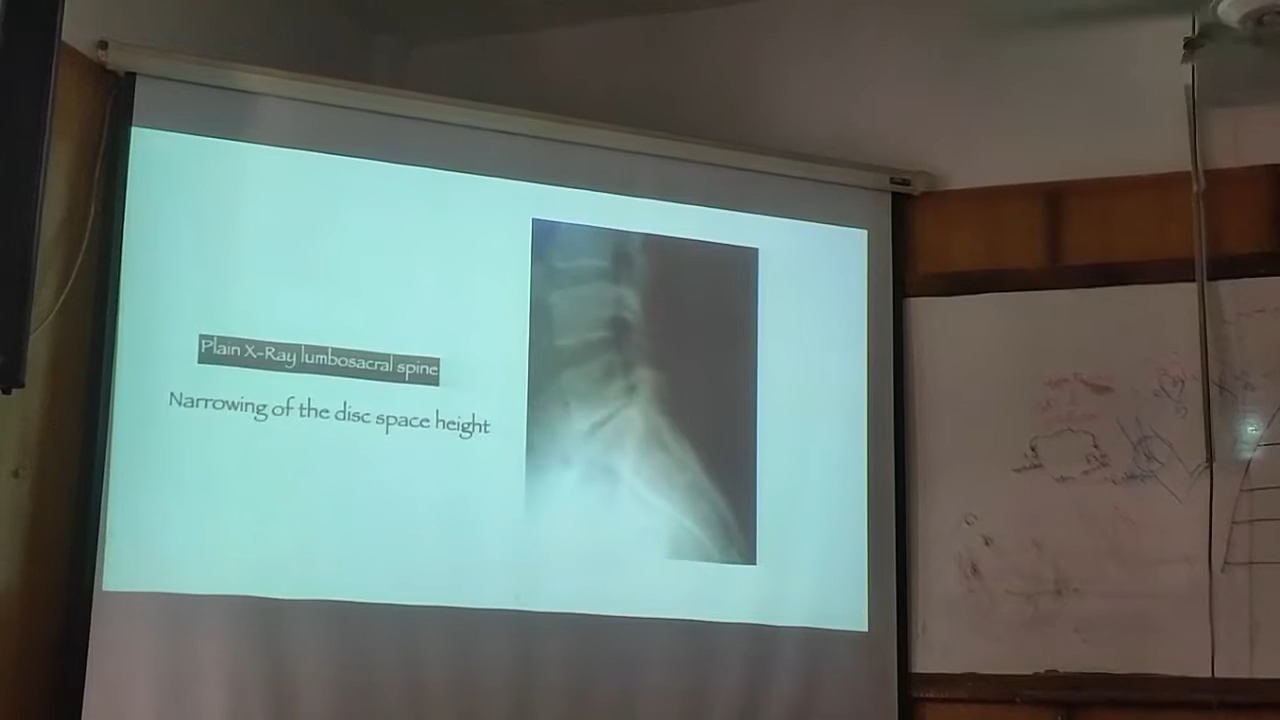 Plain X-Ray lumbosacral spine
Narrowing of the disc space height